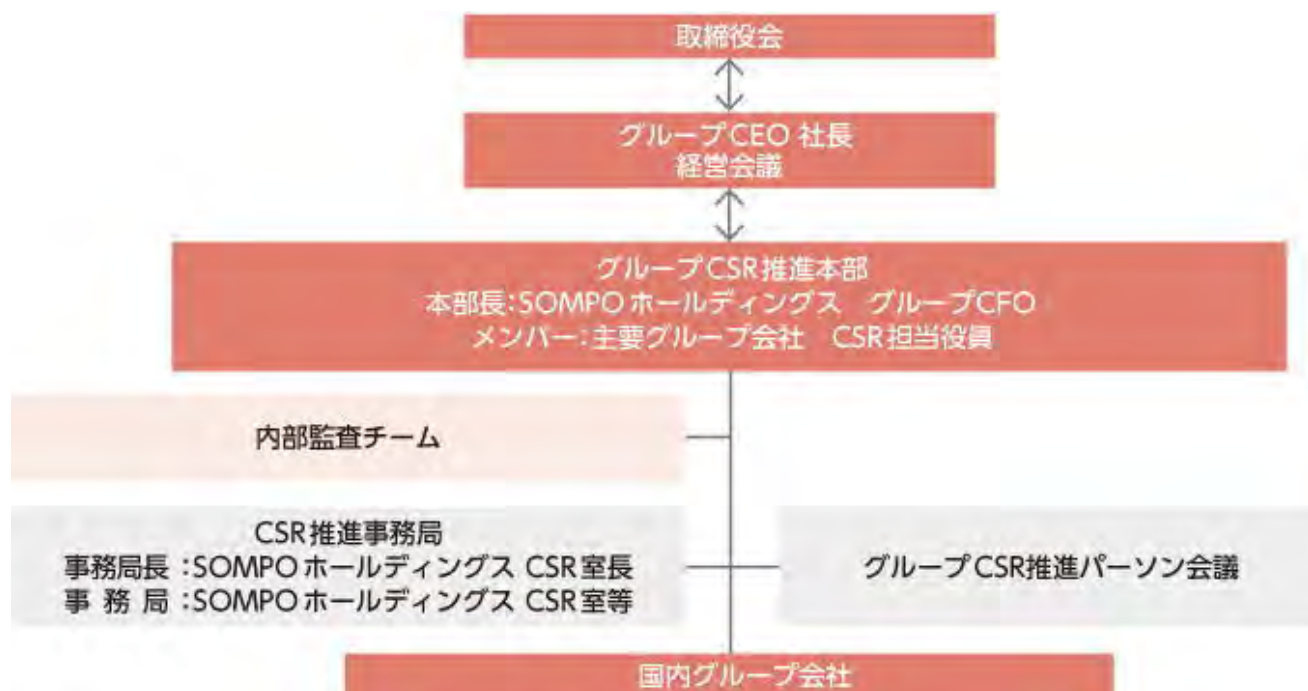 取締役会
グループCEO 社長
経営会議
グループCSR推進本部
本部長：SOMPOホールディングス　グループCFO
メンバー：主要グループ会社　CSR担当役員
内部監査チーム
CSR推進事務局
事務局長：SOMPOホールディングス CSR室長
事 務 局：SOMPOホールディングス CSR室等
グループCSR推進パーソン会議
国内グループ会社